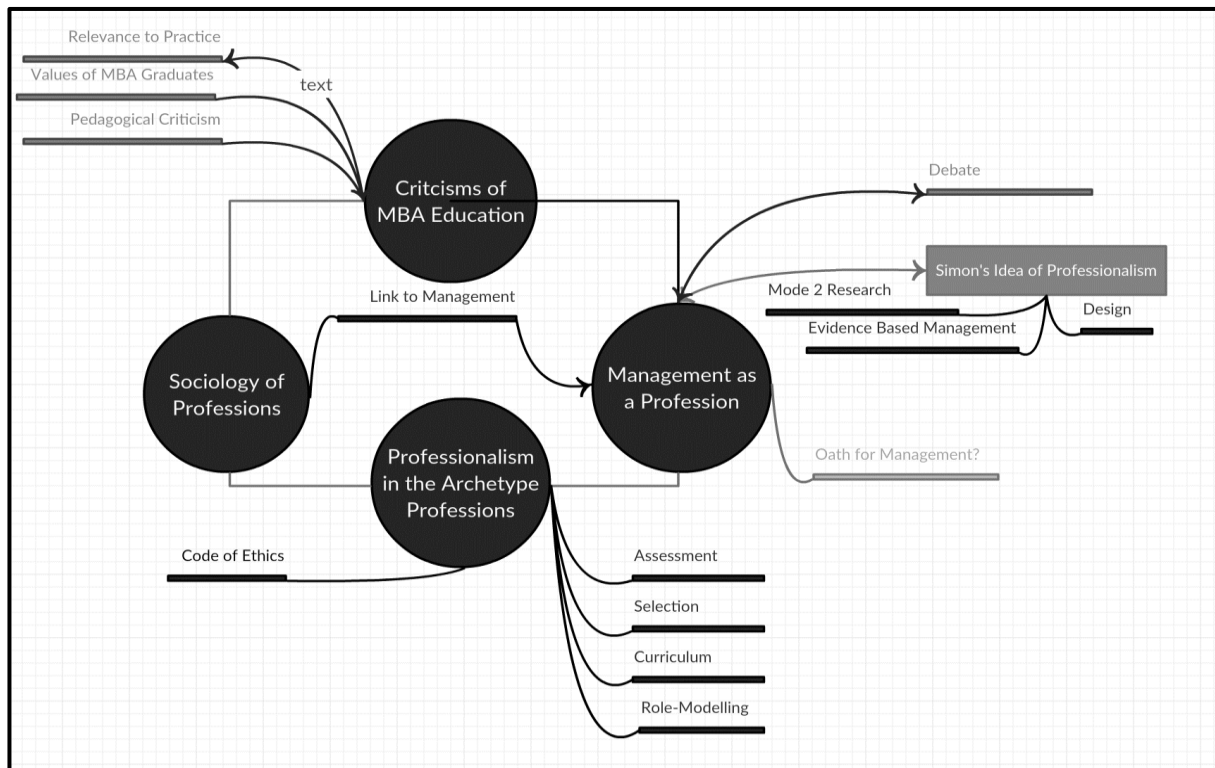 Relevance to Practice
Values of MBA Graduates
text
Pedagogical Criticism
Critcisms of
MBA Education
Debate
Simon's Idea of Professionalism
Mode 2 Research
Link to Management
Design
Evidence Based Management
Sociology of
Professions
Management as
a Profession
Professionalism
in the Archetype
Professions
Oath for Management?
Code of Ethics
Assessment
Selection
Curriculum
Role-Modelling